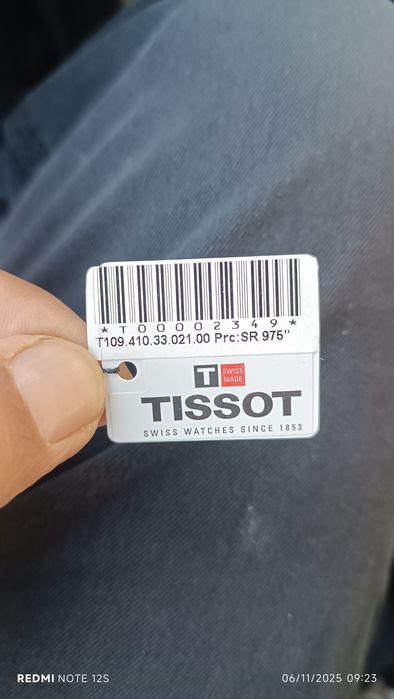 *T00002349*
T109.410.33.021.00 Prc:SR 975"
T SWISS
MADE
TISSOT
SWISS WATCHES SINCE 1853
REDMI NOTE 12S 06/11/2025 09:23